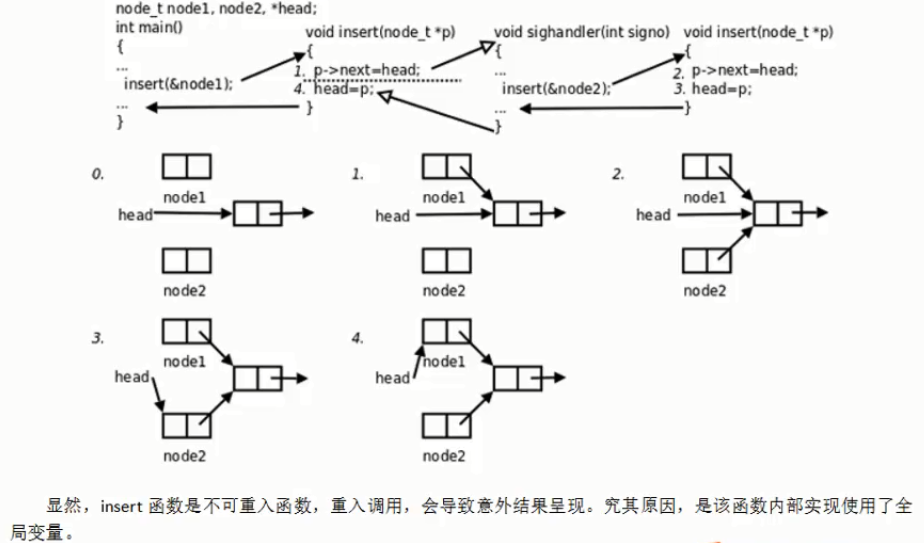 node_t node1, node2, *head;
int main()
{
...
insert(&node1);
...
}
void insert(node_t *p)
{
1. p->next=head;
4. head=p;
}
void sighandler(int signo)
{
...
insert(&node2);
...
}
void insert(node_t *p)
{
2. p->next=head;
3. head=p;
}
0.
node1
head
node2
1.
node1
head
node2
2.
node1
head
node2
3.
node1
head
node2
4.
node1
head
node2
显然，insert 函数是不可重入函数，重入调用，会导致意外结果呈现。究其原因，是该函数内部实现使用了全
局变量。